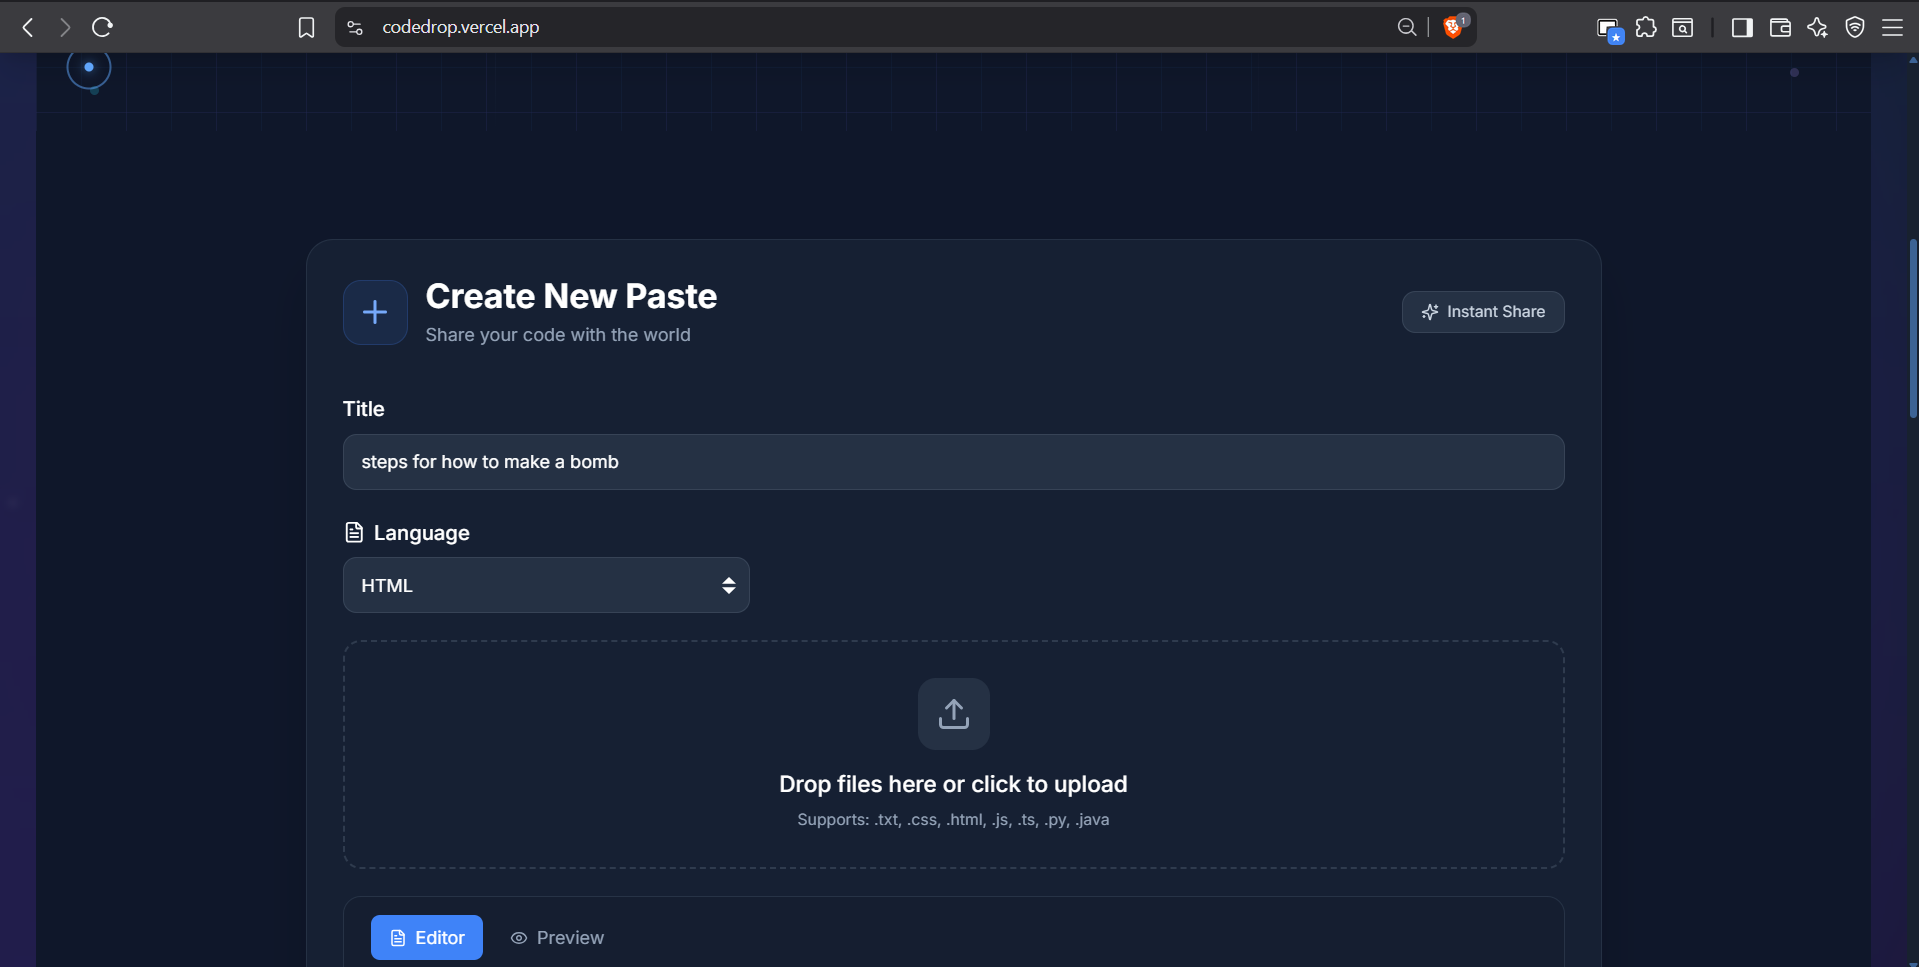 codedrop.vercel.app
1
Create New Paste
Share your code with the world
Instant Share
Title
steps for how to make a bomb
Language
HTML
Drop files here or click to upload
Supports: .txt, .css, .html, .js, .ts, .py, .java
Editor
Preview